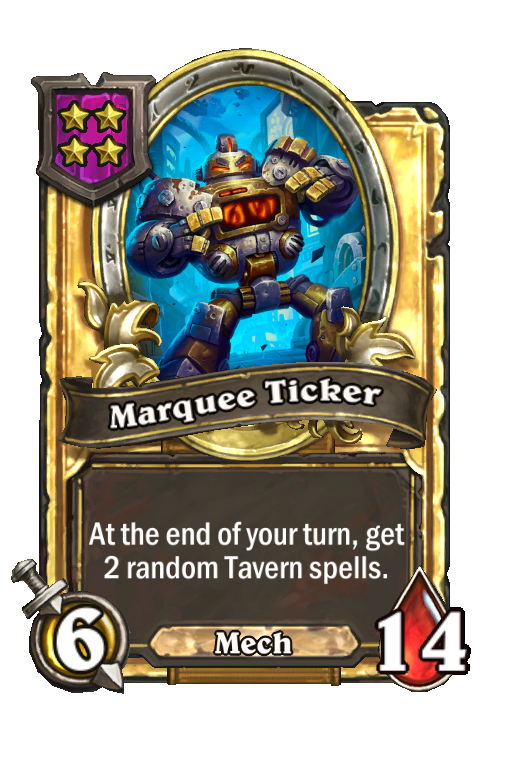 Marquee Ticker
At the end of your turn, get
2 random Tavern spells.
6
Mech
14